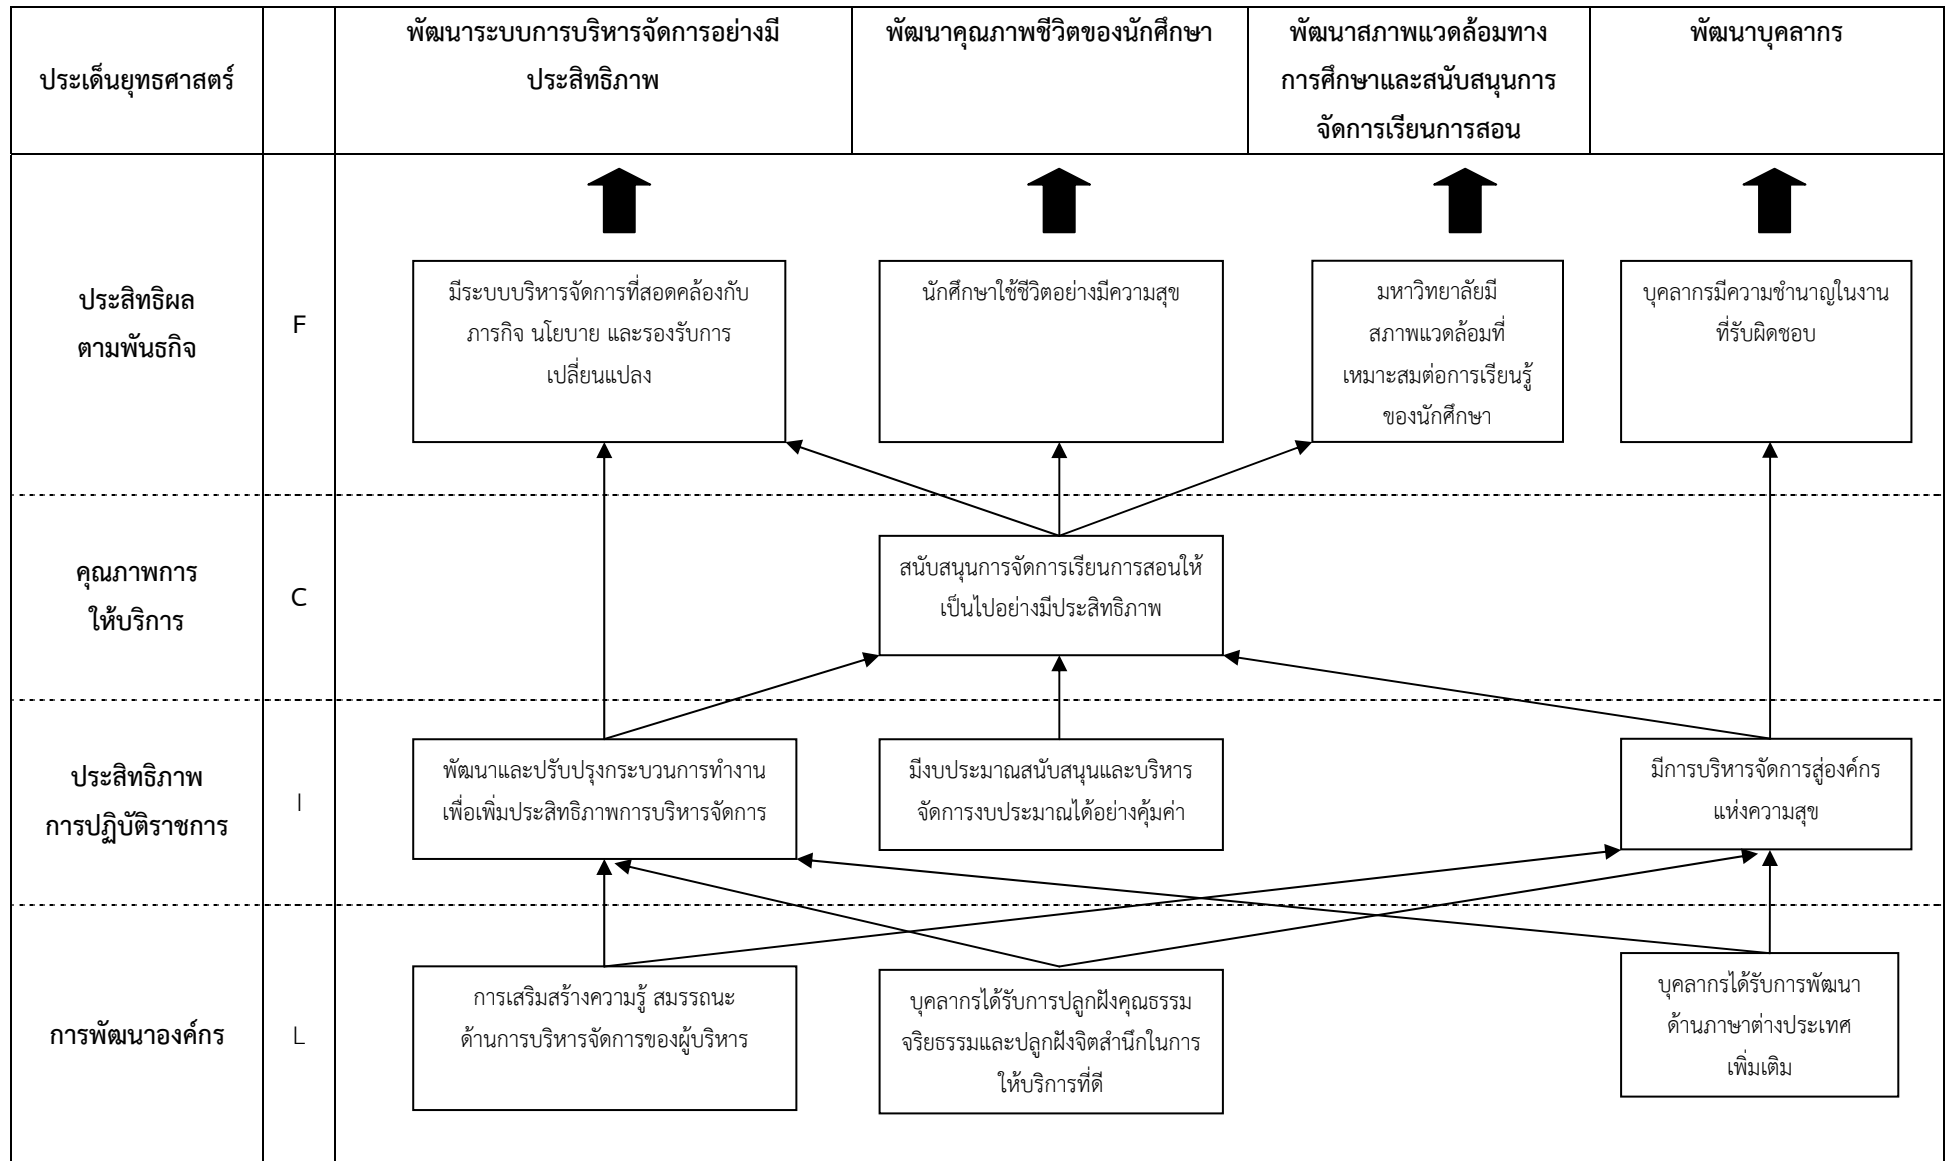 ประเด็นยุทธศาสตร์
พัฒนาระบบการบริหารจัดการอย่างมี
ประสิทธิภาพ
พัฒนาคุณภาพชีวิตของนักศึกษา
พัฒนาสภาพแวดล้อมทาง
การศึกษาและสนับสนุนการ
จัดการเรียนการสอน
พัฒนาบุคลากร
ประสิทธิผล
ตามพันธกิจ
F
มีระบบบริหารจัดการที่สอดคล้องกับ
ภารกิจ นโยบาย และรองรับการ
เปลี่ยนแปลง
นักศึกษาใช้ชีวิตอย่างมีความสุข
มหาวิทยาลัยมี
สภาพแวดล้อมที่
เหมาะสมต่อการเรียนรู้
ของนักศึกษา
บุคลากรมีความชำนาญในงาน
ที่รับผิดชอบ
คุณภาพการ
ให้บริการ
C
สนับสนุนการจัดการเรียนการสอนให้
เป็นไปอย่างมีประสิทธิภาพ
ประสิทธิภาพ
การปฏิบัติราชการ
I
พัฒนาและปรับปรุงกระบวนการทำงาน
เพื่อเพิ่มประสิทธิภาพการบริหารจัดการ
มีงบประมาณสนับสนุนและบริหาร
จัดการงบประมาณได้อย่างคุ้มค่า
มีการบริหารจัดการสู่องค์กร
แห่งความสุข
การพัฒนาองค์กร
L
การเสริมสร้างความรู้ สมรรถนะ
ด้านการบริหารจัดการของผู้บริหาร
บุคลากรได้รับการปลูกฝังคุณธรรม
จริยธรรมและปลูกฝังจิตสำนึกในการ
ให้บริการที่ดี
บุคลากรได้รับการพัฒนา
ด้านภาษาต่างประเทศ
เพิ่มเติม